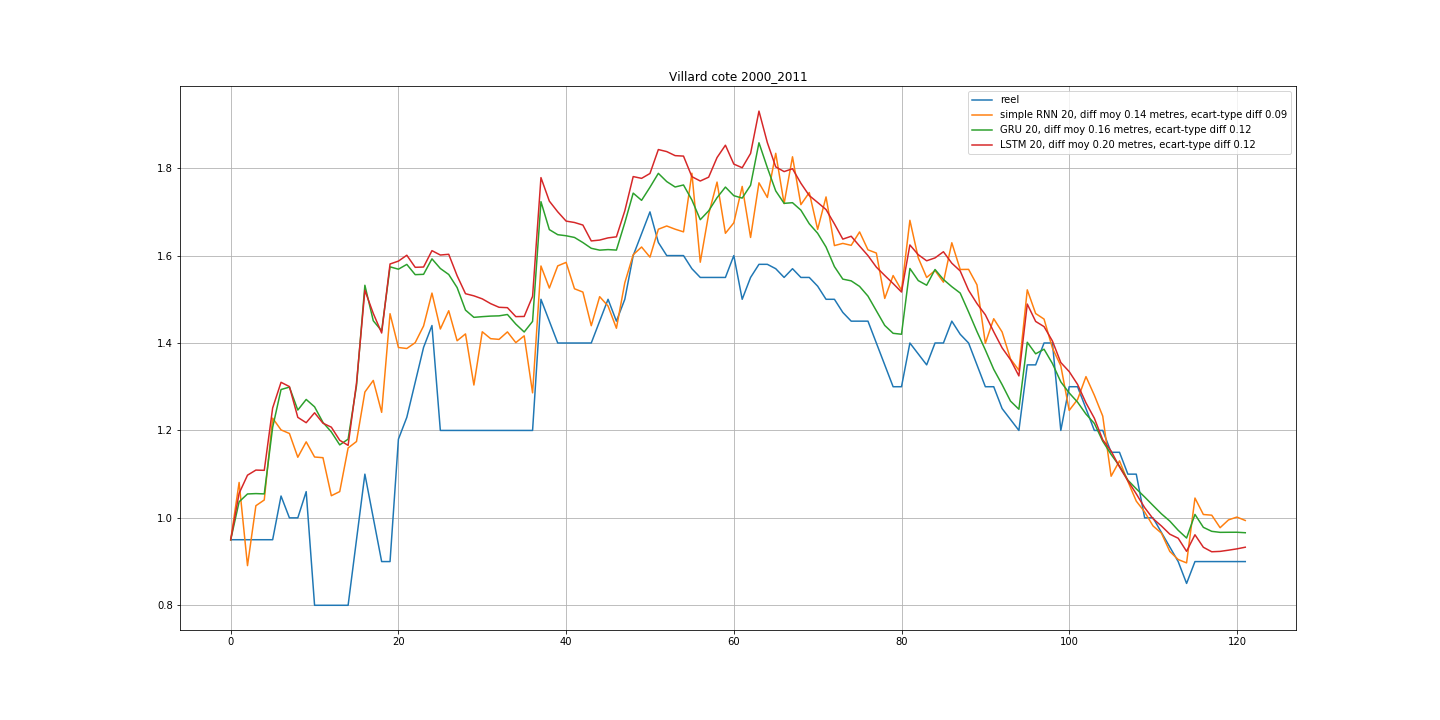 Villard cote 2000_2011
reel
simple RNN 20, diff moy 0.14 metres, ecart-type diff 0.09
GRU 20, diff moy 0.16 metres, ecart-type diff 0.12
LSTM 20, diff moy 0.20 metres, ecart-type diff 0.12
1.8
1.6
1.4
1.2
1.0
0.8
0 20 40 60 80 100 120